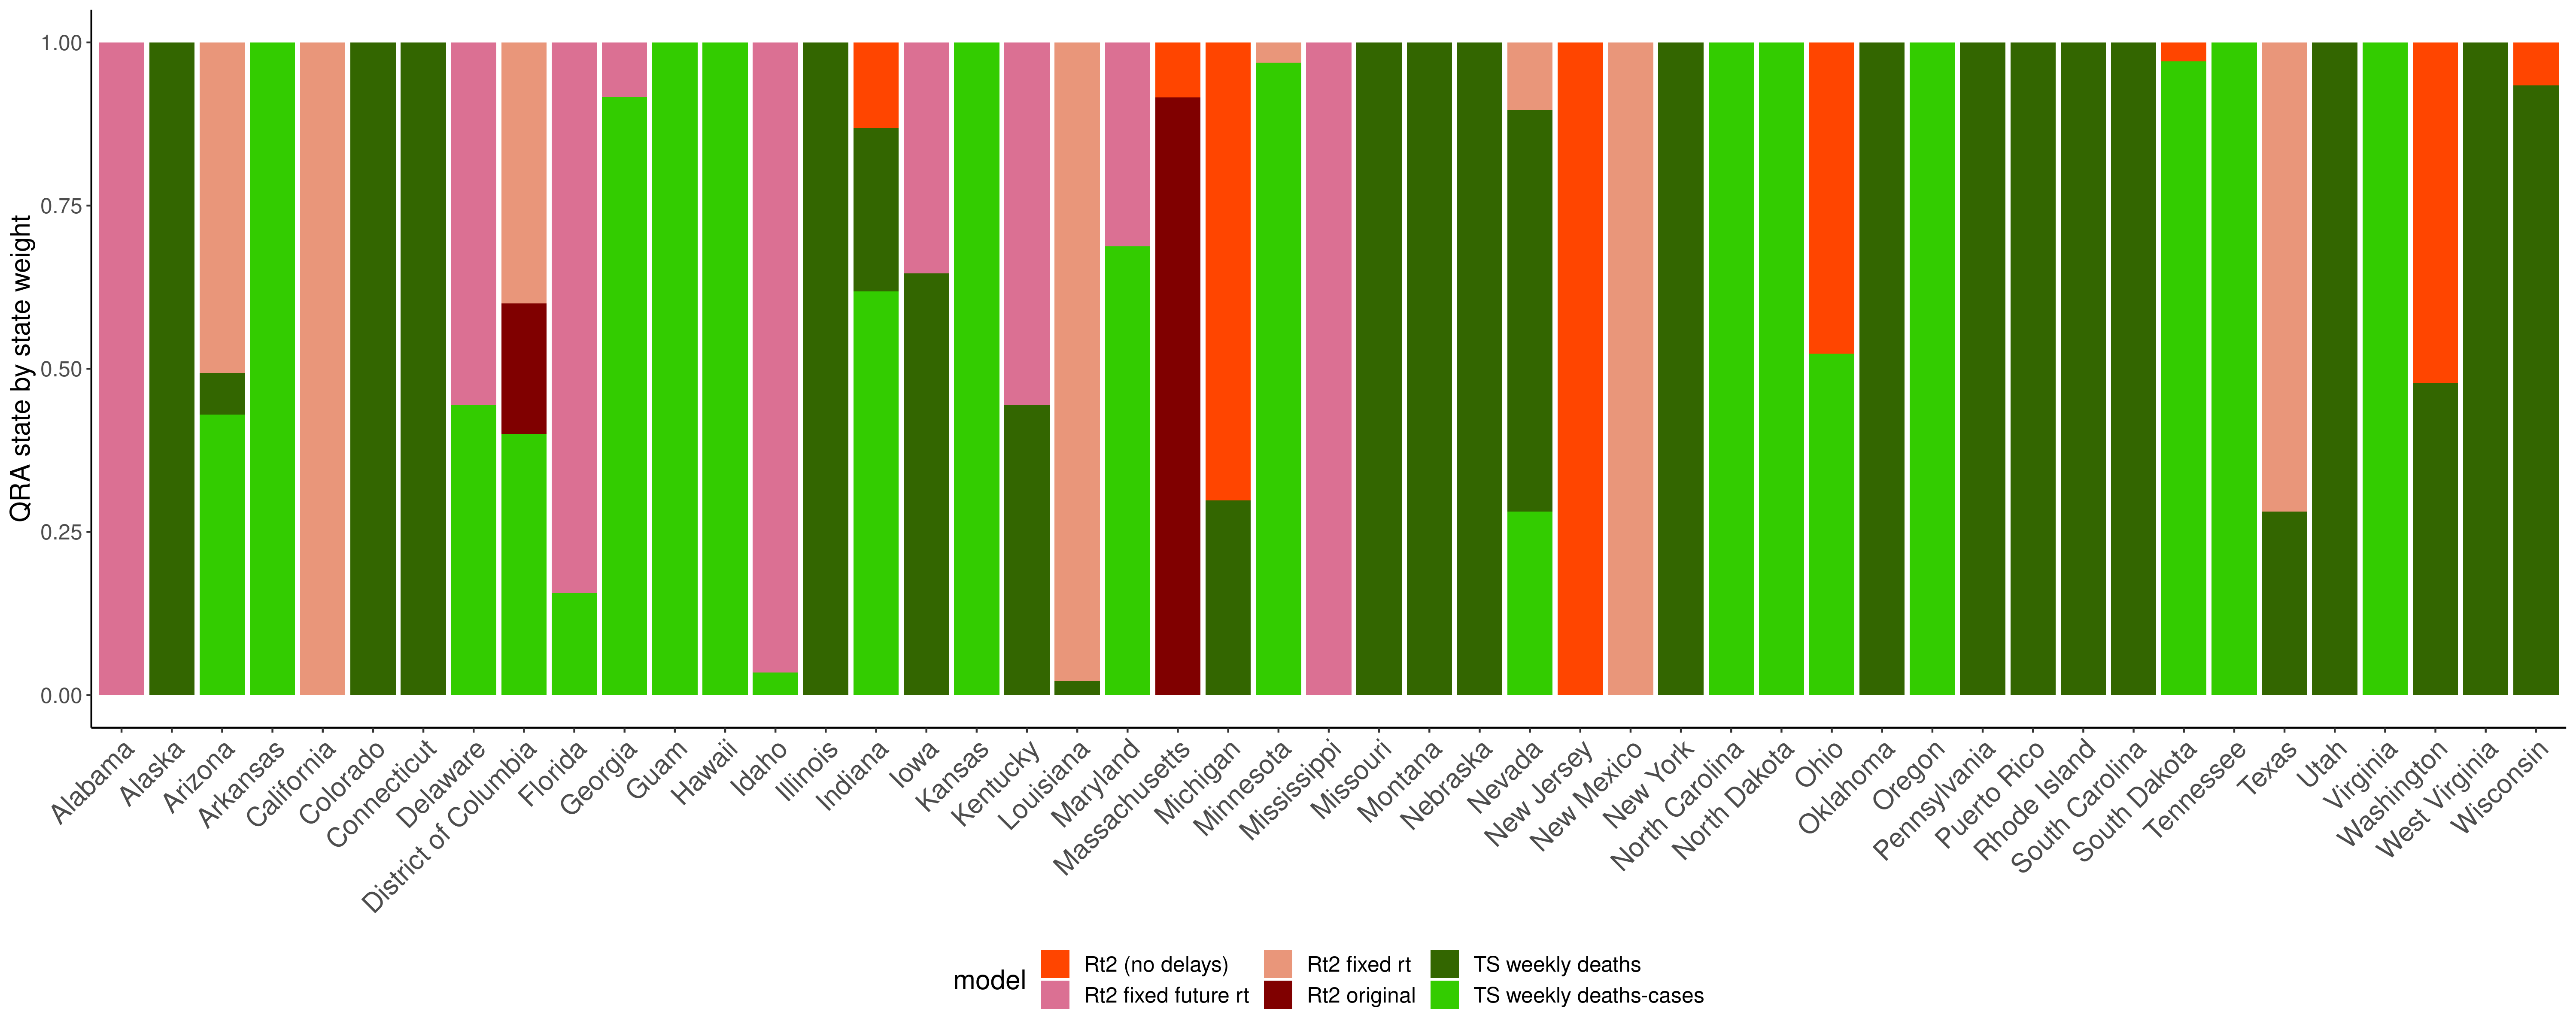 QRA state by state weight
1.00
0.75
0.50
0.25
0.00
Alabama
Alaska
Arizona
Arkansas
California
Colorado
Connecticut
Delaware
District of Columbia
Florida
Georgia
Guam
Hawaii
Idaho
Illinois
Indiana
Iowa
Kansas
Kentucky
Louisiana
Maryland
Massachusetts
Michigan
Minnesota
Mississippi
Missouri
Montana
Nebraska
Nevada
New Jersey
New Mexico
New York
North Carolina
North Dakota
Ohio
Oklahoma
Oregon
Pennsylvania
Puerto Rico
Rhode Island
South Carolina
South Dakota
Tennessee
Texas
Utah
Virginia
Washington
West Virginia
Wisconsin
model
Rt2 (no delays)
Rt2 fixed future rt
Rt2 fixed rt
Rt2 original
TS weekly deaths
TS weekly deaths-cases